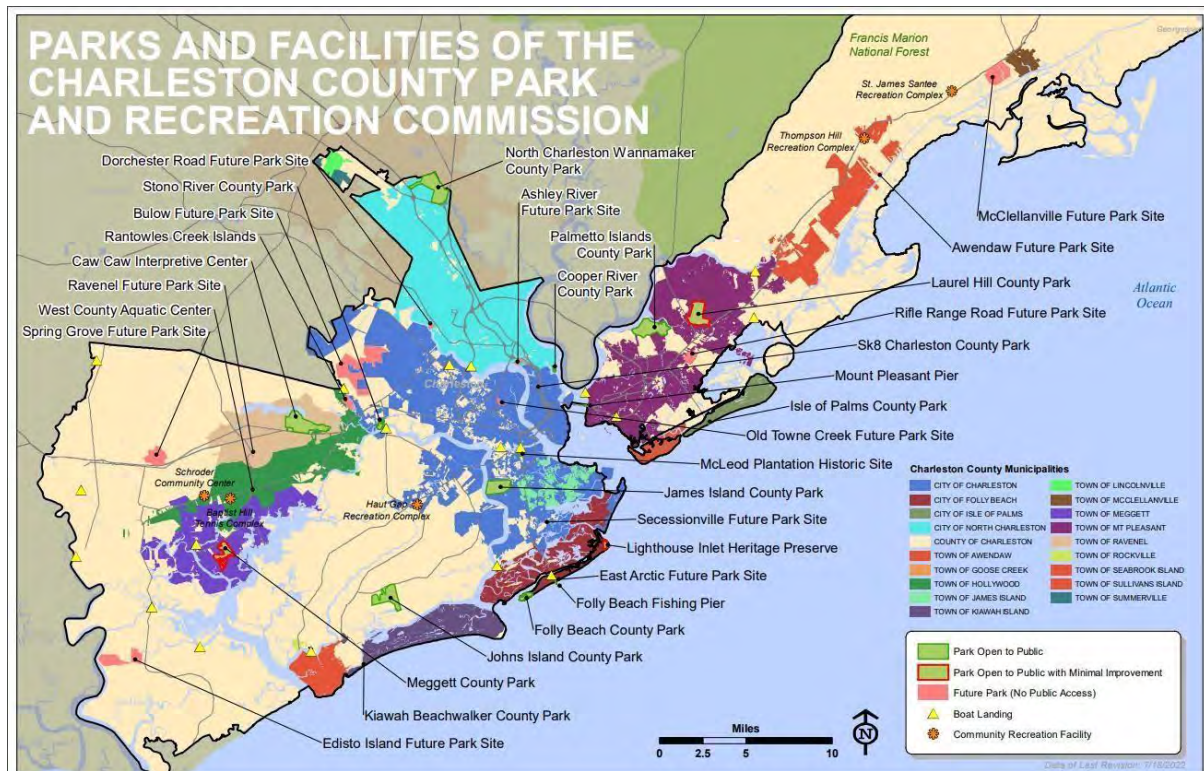 PARKS AND FACILITIES OF THE
CHARLESTON COUNTY PARK
AND RECREATION COMMISSION
Francis Marion
National Forest
St. James Santee
Recreation Complex
Thompson Hill
Recreation Complex
Dorchester Road Future Park Site
Stono River County Park
Bulow Future Park Site
Rantowles Creek Islands
Caw Caw Interpretive Center
Ravenel Future Park Site
West County Aquatic Center
Spring Grove Future Park Site
North Charleston Wannamaker
County Park
Ashley River
Future Park Site
Palmetto Islands
County Park
Cooper River
County Park
McClellanville Future Park Site
Awendaw Future Park Site
Laurel Hill County Park
Atlantic
Ocean
Rifle Range Road Future Park Site
Sk8 Charleston County Park
Mount Pleasant Pier
Isle of Palms County Park
Old Towne Creek Future Park Site
McLeod Plantation Historic Site
James Island County Park
Secessionville Future Park Site
Lighthouse Inlet Heritage Preserve
East Arctic Future Park Site
Folly Beach Fishing Pier
Folly Beach County Park
Johns Island County Park
Meggett County Park
Kiawah Beachwalker County Park
Edisto Island Future Park Site
Charleston
Schroder
Community Center
Baptist Hill
Tennis Complex
Haut Gap
Recreation Complex
Charleston County Municipalities
CITY OF CHARLESTON
CITY OF FOLLY BEACH
CITY OF ISLE OF PALMS
CITY OF NORTH CHARLESTON
COUNTY OF CHARLESTON
TOWN OF AWENDAW
TOWN OF GOOSE CREEK
TOWN OF HOLLYWOOD
TOWN OF JAMES ISLAND
TOWN OF KIAWAH ISLAND
TOWN OF LINCOLNVILLE
TOWN OF MCCLELLANVILLE
TOWN OF MEGGETT
TOWN OF MT PLEASANT
TOWN OF RAVENEL
TOWN OF ROCKVILLE
TOWN OF SEABROOK ISLAND
TOWN OF SULLIVANS ISLAND
TOWN OF SUMMERVILLE
Park Open to Public
Park Open to Public with Minimal Improvement
Future Park (No Public Access)
Boat Landing
Community Recreation Facility
Miles
0 2.5 5 10
N
Date of Last Revision: 7/18/2022